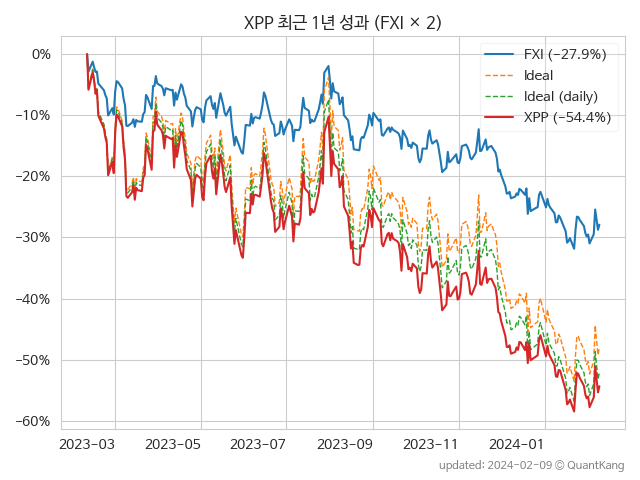 XPP 최근 1년 성과 (FXI × 2)
FXI (−27.9%)
Ideal
Ideal (daily)
XPP (−54.4%)
0%
−10%
−20%
−30%
−40%
−50%
−60%
2023−03
2023−05
2023−07
2023−09
2023−11
2024−01
updated: 2024−02−09 © QuantKang